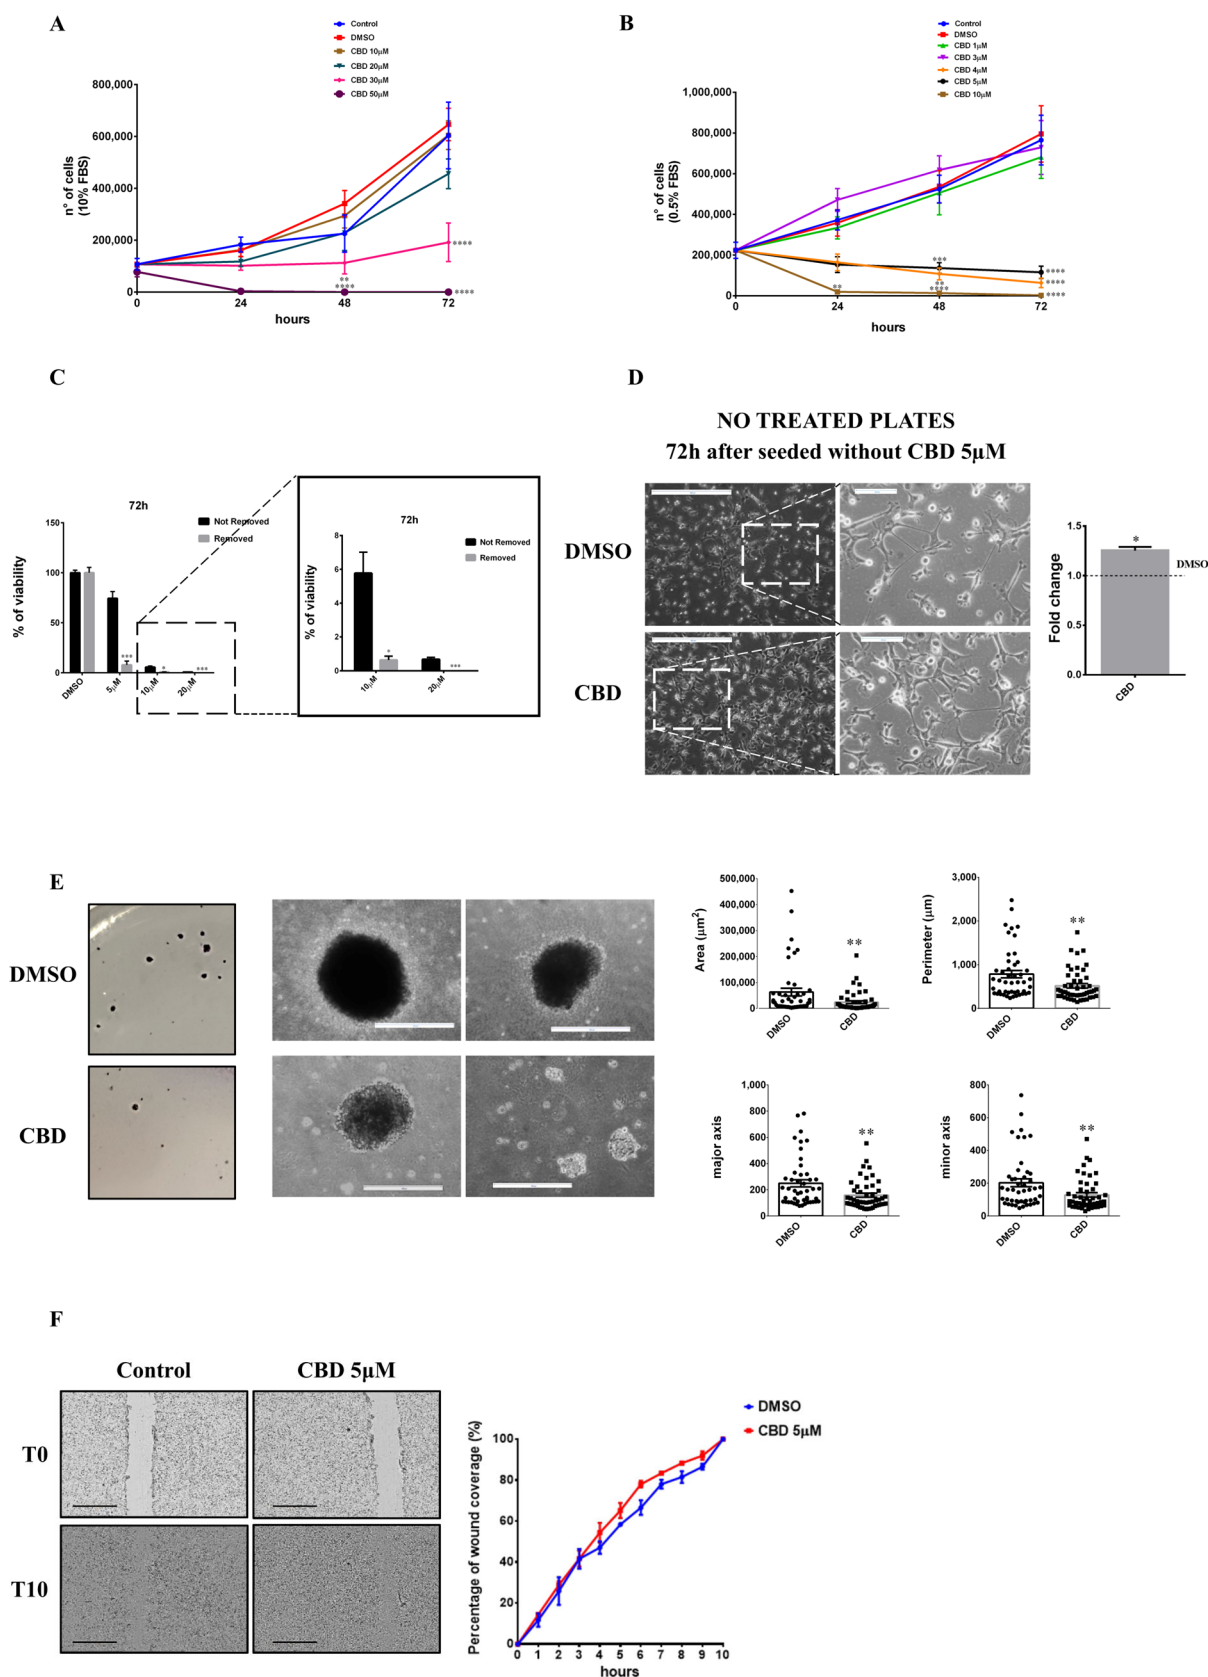 A
Control
DMSO
CBD 10μM
CBD 20μM
CBD 30μM
CBD 50μM
n° of cells
(10% FBS)
800,000
600,000
400,000
200,000
0
**
****
****
****
0
24
48
72
hours
B
Control
DMSO
CBD 1μM
CBD 3μM
CBD 4μM
CBD 5μM
CBD 10μM
n° of cells
(0.5% FBS)
1,000,000
800,000
600,000
400,000
200,000
0
**
***
**
****
****
****
****
0
24
48
72
hours
C
72h
Not Removed
Removed
% of viability
150
100
50
0
***
*
***
DMSO
5μM
10μM
20μM
72h
Not Removed
Removed
% of viability
8
6
4
2
0
*
***
10μM
20μM
D
NO TREATED PLATES
72h after seeded without CBD 5μM
DMSO
CBD
Fold change
1.5
1.0
0.5
0.0
*
DMSO
CBD
E
DMSO
CBD
Area (μm²)
500,000
400,000
300,000
200,000
100,000
0
**
DMSO
CBD
Perimeter (μm)
3,000
2,000
1,000
0
**
DMSO
CBD
major axis
1,000
800
600
400
200
0
**
DMSO
CBD
minor axis
800
600
400
200
0
**
DMSO
CBD
F
Control
CBD 5μM
T0
T10
DMSO
CBD 5μM
Percentage of wound coverage (%)
100
80
60
40
20
0
0 1 2 3 4 5 6 7 8 9 10
hours